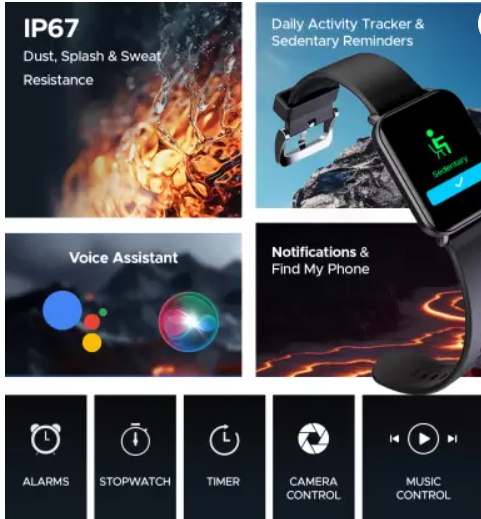 IP67
Dust, Splash & Sweat
Resistance
Daily Activity Tracker &
Sedentary Reminders
Sedentary
Voice Assistant
Notifications &
Find My Phone
ALARMS
STOPWATCH
TIMER
CAMERA
CONTROL
MUSIC
CONTROL